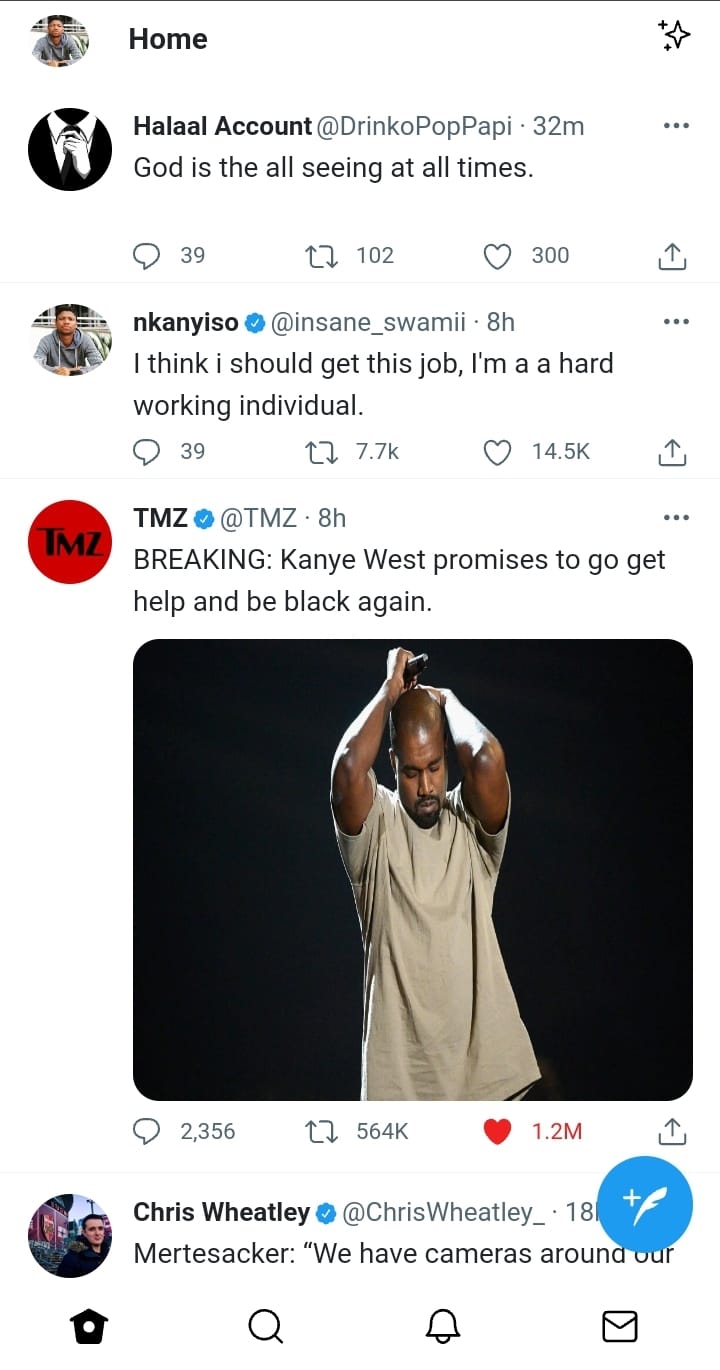 Home
Halaal Account @DrinkoPopPapi · 32m
God is the all seeing at all times.
39 102 300
nkanyiso @insane_swamii · 8h
I think i should get this job, I'm a a hard
working individual.
39 7.7k 14.5K
TMZ
TMZ @TMZ · 8h
BREAKING: Kanye West promises to go get
help and be black again.
2,356 564K 1.2M
Chris Wheatley @ChrisWheatley_ · 18
Mertesacker: “We have cameras around our